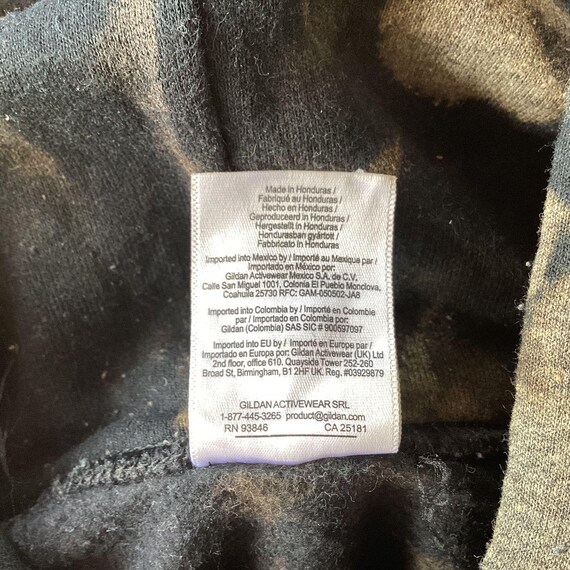 Made in Honduras /
Fabriqué au Honduras /
Hecho en Honduras /
Geproduceerd in Honduras /
Hergestellt in Honduras /
Hondurasban gyártott /
Fabbricato in Honduras
Imported into Mexico by / Importé au Mexique par /
Importado en México por:
Gildan Activewear Mexico S.A. de C.V.
Calle San Miguel 1001, Colonia El Pueblo Monclova,
Coahuila 25730 RFC: GAM-050502-JA8
Imported into Colombia by / Importé en Colombie
par / Importado en Colombia por:
Gildan (Colombia) SAS SIC # 900597097
Imported into EU by / Importé en Europe par /
Importado en Europa por: Gildan Activewear (UK) Ltd
2nd floor, office 610. Quayside Tower 252-260
Broad St, Birmingham, B1 2HF UK. Reg. #03929879
GILDAN ACTIVEWEAR SRL
1-877-445-3265 product@gildan.com
RN 93846 CA 25181